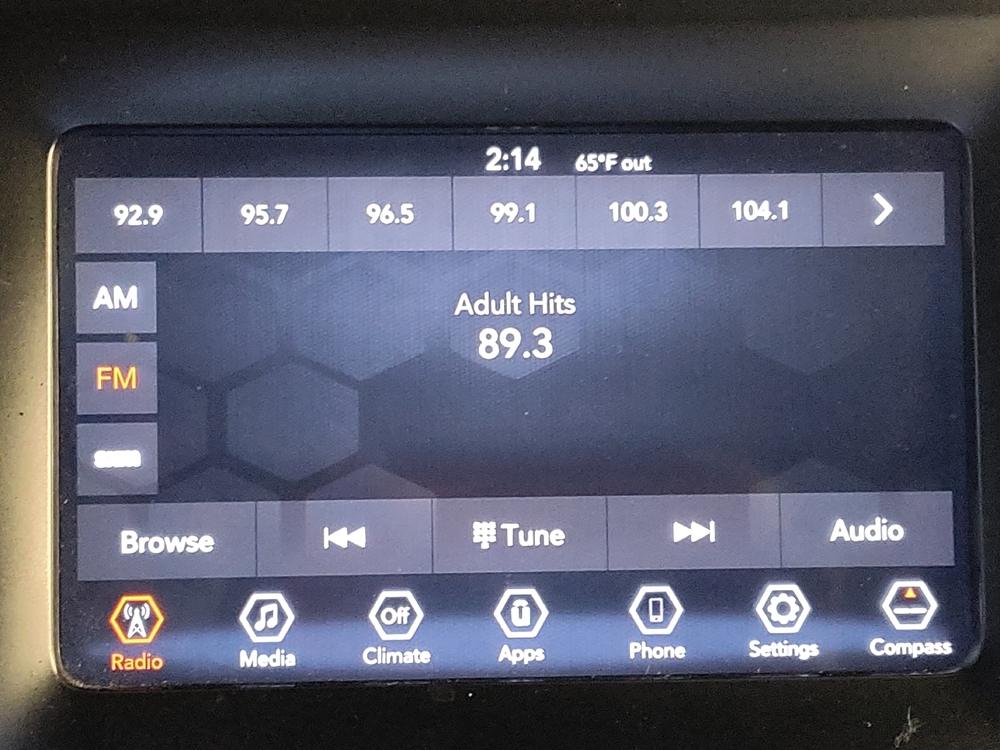 2:14 65°F out
92.9 95.7 96.5 99.1 100.3 104.1
AM
Adult Hits
89.3
FM
Browse Tune Audio
Off
Radio Media Climate Apps Phone Settings Compass